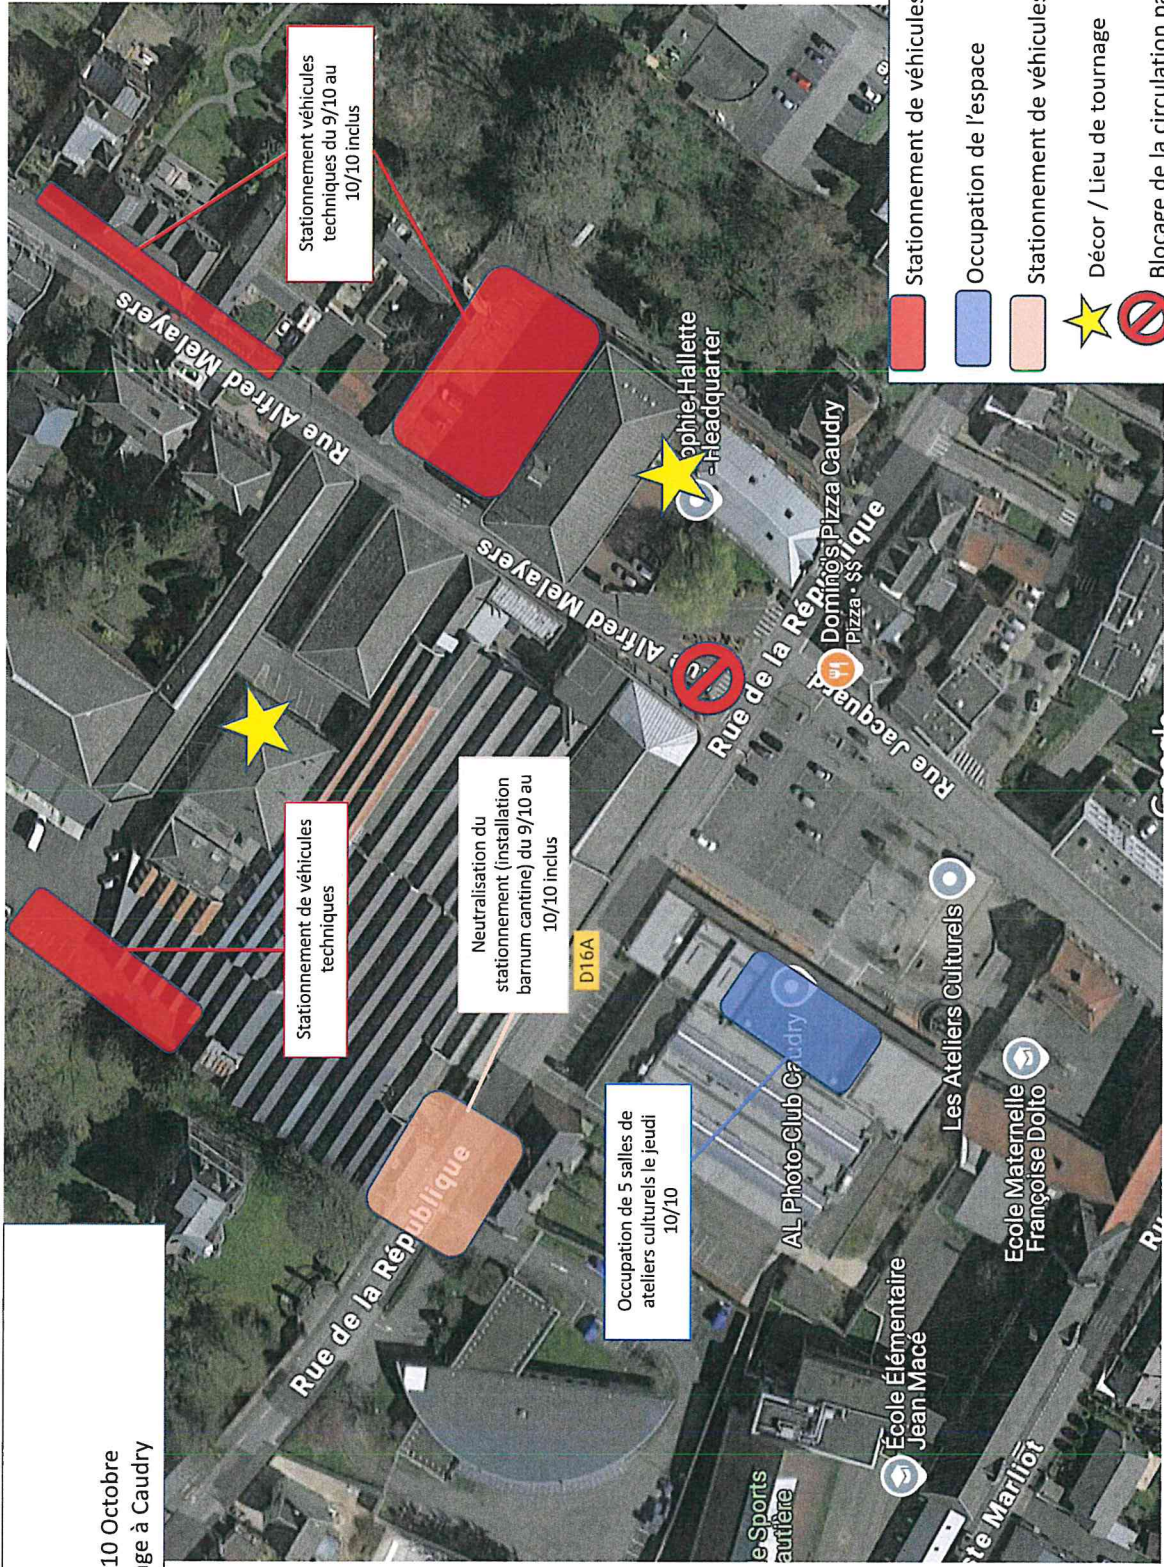 10 Octobre
à Caudry
Stationnement véhicules
techniques du 9/10 au
10/10 inclus
Stationnement de véhicules
techniques
Neutralisation du
stationnement (installation
barnum cantine) du 9/10 au
10/10 inclus
Occupation de 5 salles de
ateliers culturels le jeudi
10/10
Rue Alfred Melayers
Rue Alfred Melayers
Alfred Melayers
Rue de la République
Rue de la République
Rue Jacquard
D16A
Hallette
- Headquarter
Domino's Pizza Caudry
Pizza • $$
AL Photo-Club Caudry
Les Ateliers Culturels
Ecole Maternelle
Françoise Dolto
École Élémentaire
Jean Macé
Sports
Marliot
Stationnement de véhicules
Occupation de l'espace
Stationnement de véhicules
Décor / Lieu de tournage
Blocage de la circulation